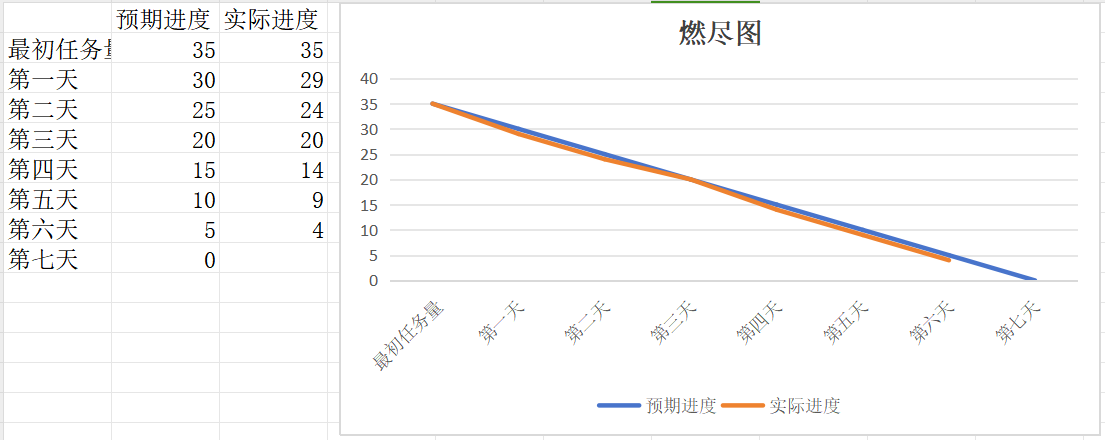 预期进度 实际进度
最初任务量 35 35
第一天 30 29
第二天 25 24
第三天 20 20
第四天 15 14
第五天 10 9
第六天 5 4
第七天 0
燃尽图
40
35
30
25
20
15
10
5
0
最初任务量 第一天 第二天 第三天 第四天 第五天 第六天 第七天
预期进度 实际进度